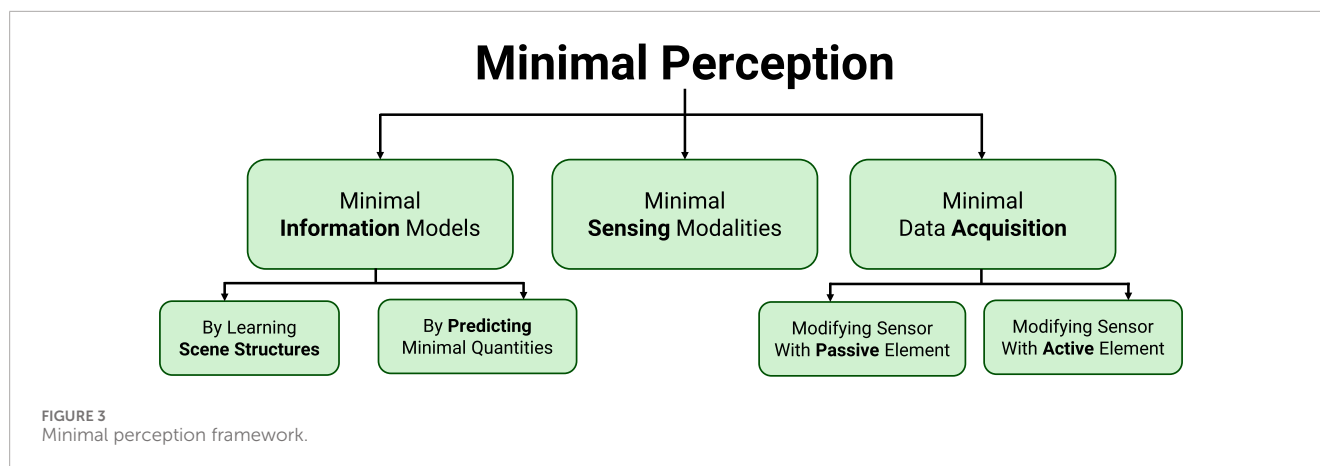 Minimal Perception
Minimal
Information Models
Minimal
Sensing Modalities
Minimal
Data Acquisition
By Learning
Scene Structures
By Predicting
Minimal Quantities
Modifying Sensor
With Passive Element
Modifying Sensor
With Active Element
FIGURE 3
Minimal perception framework.